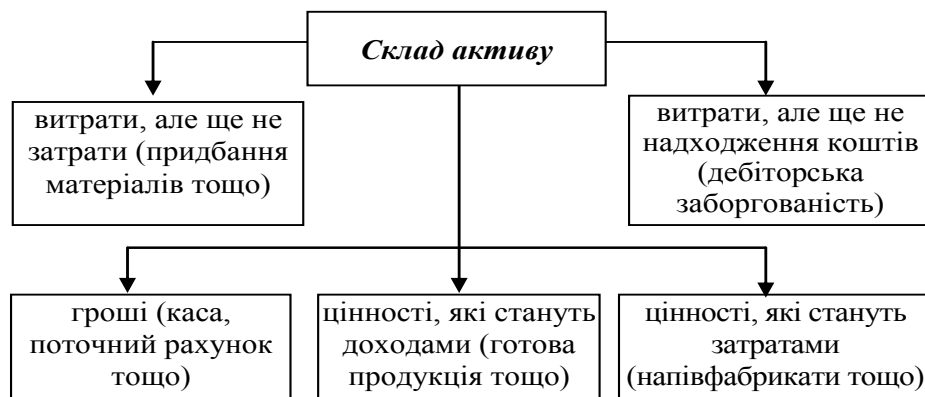 Склад активу
витрати, але ще не
затрати (придбання
матеріалів тощо)
витрати, але ще не
надходження коштів
(дебіторська
заборгованість)
гроші (каса,
поточний рахунок
тощо)
цінності, які стануть
доходами (готова
продукція тощо)
цінності, які стануть
затратами
(напівфабрикати тощо)